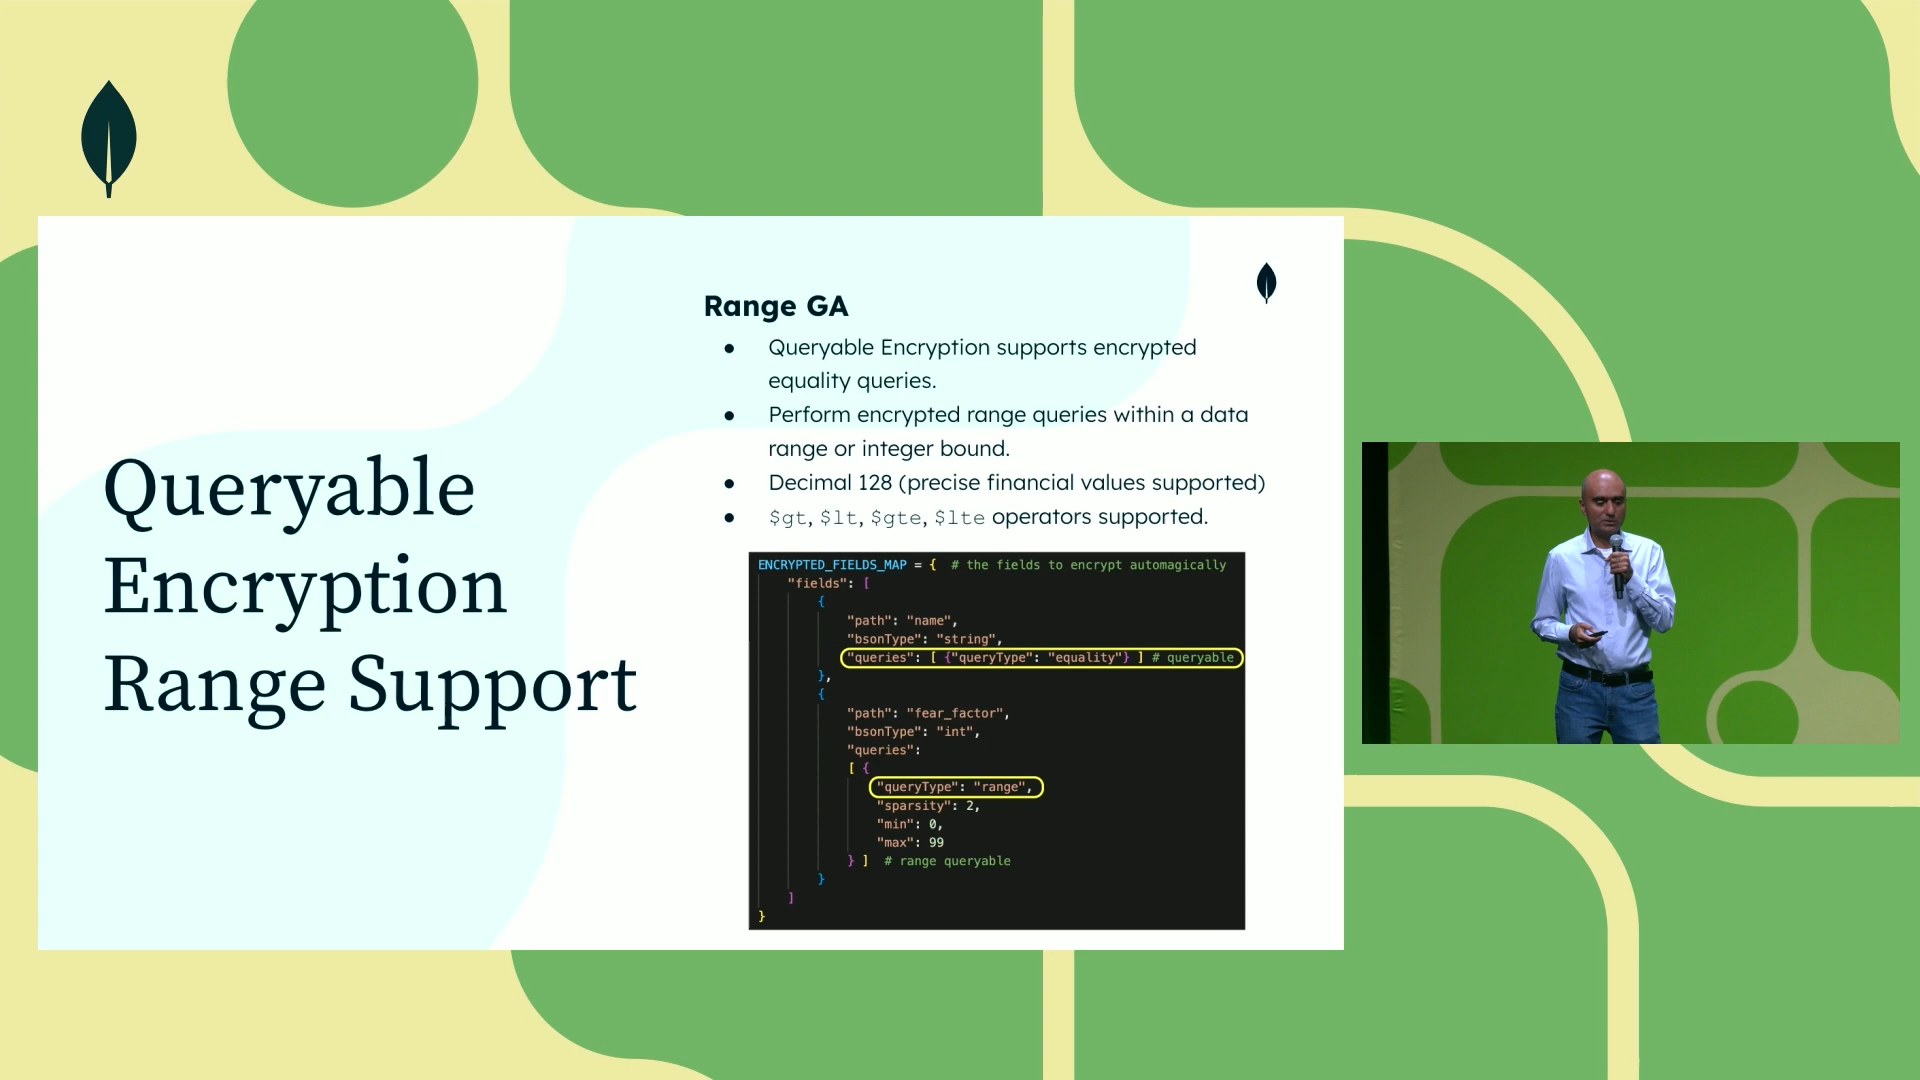 Queryable
Encryption
Range Support
Range GA
● Queryable Encryption supports encrypted
equality queries.
● Perform encrypted range queries within a data
range or integer bound.
● Decimal 128 (precise financial values supported)
● $gt, $lt, $gte, $lte operators supported.
ENCRYPTED_FIELDS_MAP = { # the fields to encrypt automagically
"fields": [
{
"path": "name",
"bsonType": "string",
"queries": [ {"queryType": "equality"} ] # queryable
},
{
"path": "fear_factor",
"bsonType": "int",
"queries":
[ {
"queryType": "range",
"sparsity": 2,
"min": 0,
"max": 99
} ] # range queryable
}
]
}